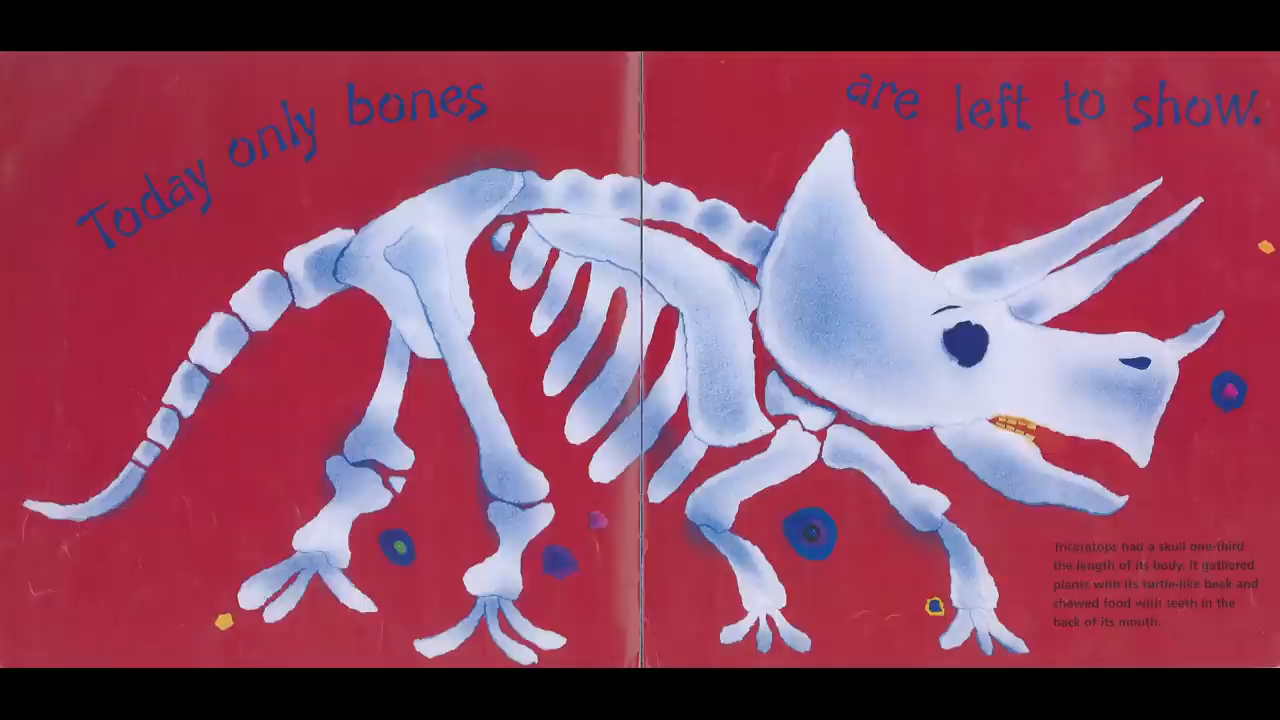 Today only bones
are left to show.
Triceratops had a skull one-third
the length of its body. It gathered
plants with its turtle-like beak and
chewed food with teeth in the
back of its mouth.